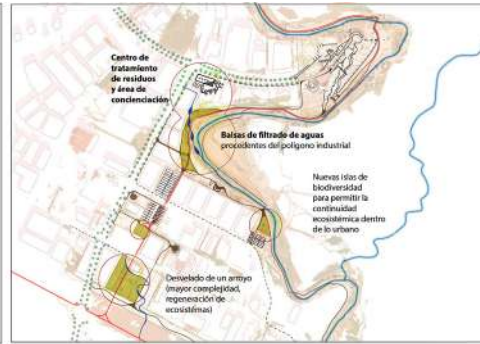 Centro de
tratamiento
de residuos
y área de
concienciación
Balsas de filtrado de aguas
procedentes del polígono industrial
Nuevas islas de
biodiversidad
para permitir la
continuidad
ecosistémica dentro
de lo urbano
Desvelado de un arroyo
(mayor complejidad,
regeneración de
ecosistémas)